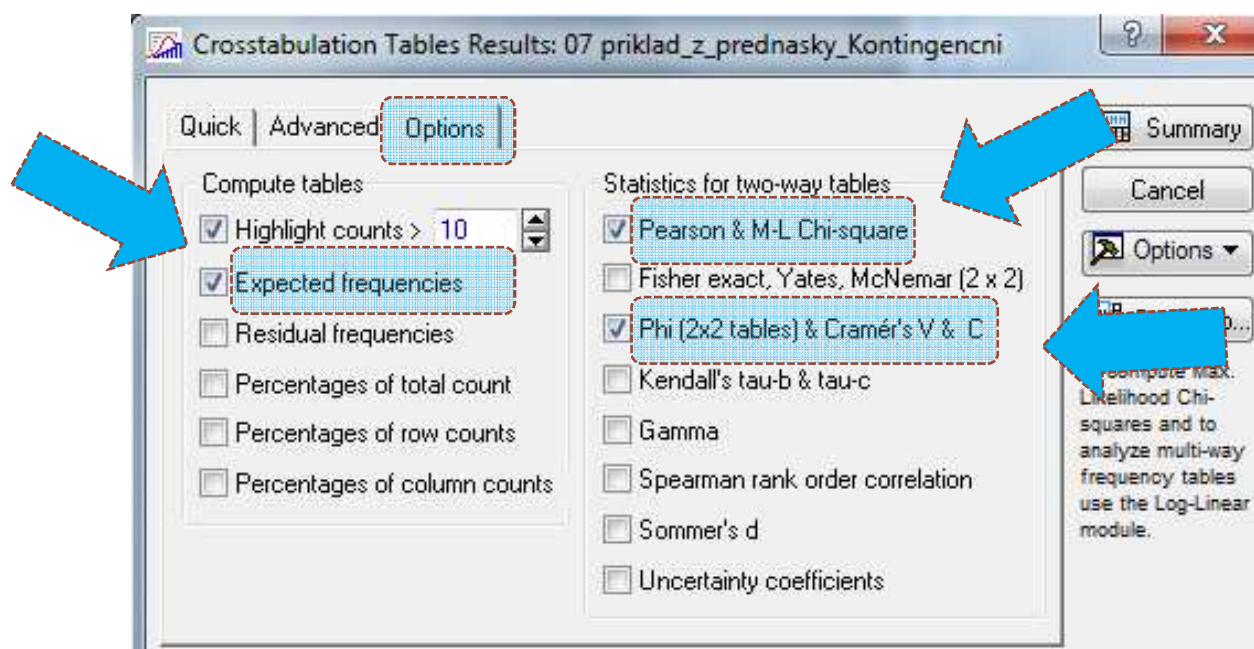 Crosstabulation Tables Results: 07 priklad_z_prednasky_Kontingencni
Quick
Advanced
Options
Compute tables
Highlight counts > 10
Expected frequencies
Residual frequencies
Percentages of total count
Percentages of row counts
Percentages of column counts
Statistics for two-way tables
Pearson & M-L Chi-square
Fisher exact, Yates, McNemar (2 x 2)
Phi (2x2 tables) & Cramér's V & C
Kendall's tau-b & tau-c
Gamma
Spearman rank order correlation
Sommer's d
Uncertainty coefficients
Summary
Cancel
Options
compute Max.
Likelihood Chi-
squares and to
analyze multi-way
frequency tables
use the Log-Linear
module.